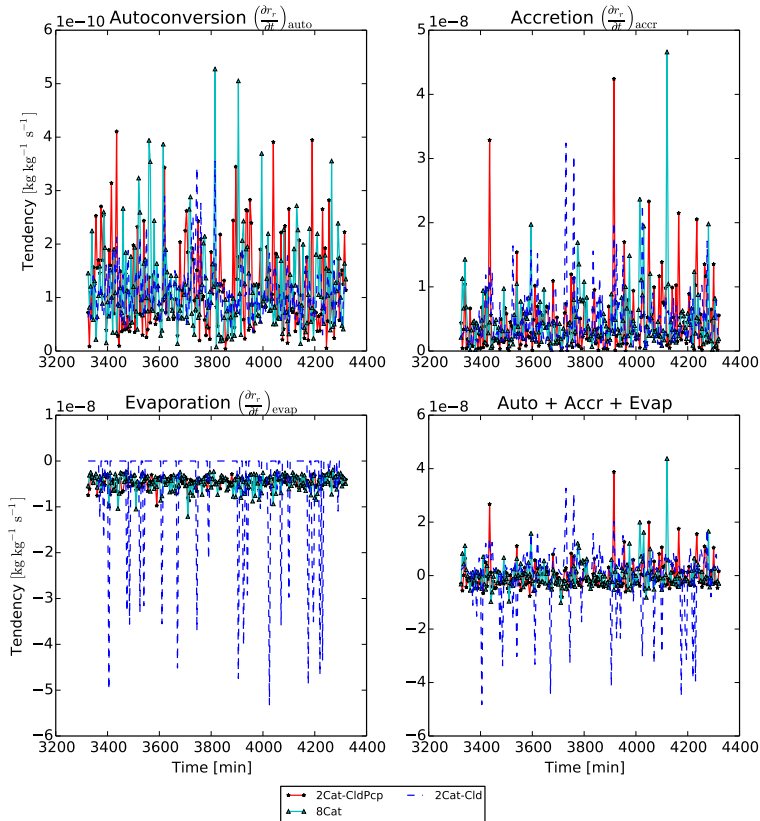 Autoconversion (∂r_r/∂t)_auto
1e−10
Tendency [kg kg⁻¹ s⁻¹]
6
5
4
3
2
1
0
3200 3400 3600 3800 4000 4200 4400
Accretion (∂r_r/∂t)_accr
1e−8
5
4
3
2
1
0
3200 3400 3600 3800 4000 4200 4400
Evaporation (∂r_r/∂t)_evap
1e−8
Tendency [kg kg⁻¹ s⁻¹]
1
0
−1
−2
−3
−4
−5
−6
3200 3400 3600 3800 4000 4200 4400
Time [min]
Auto + Accr + Evap
1e−8
6
4
2
0
−2
−4
−6
3200 3400 3600 3800 4000 4200 4400
Time [min]
2Cat-CldPcp
8Cat
2Cat-Cld